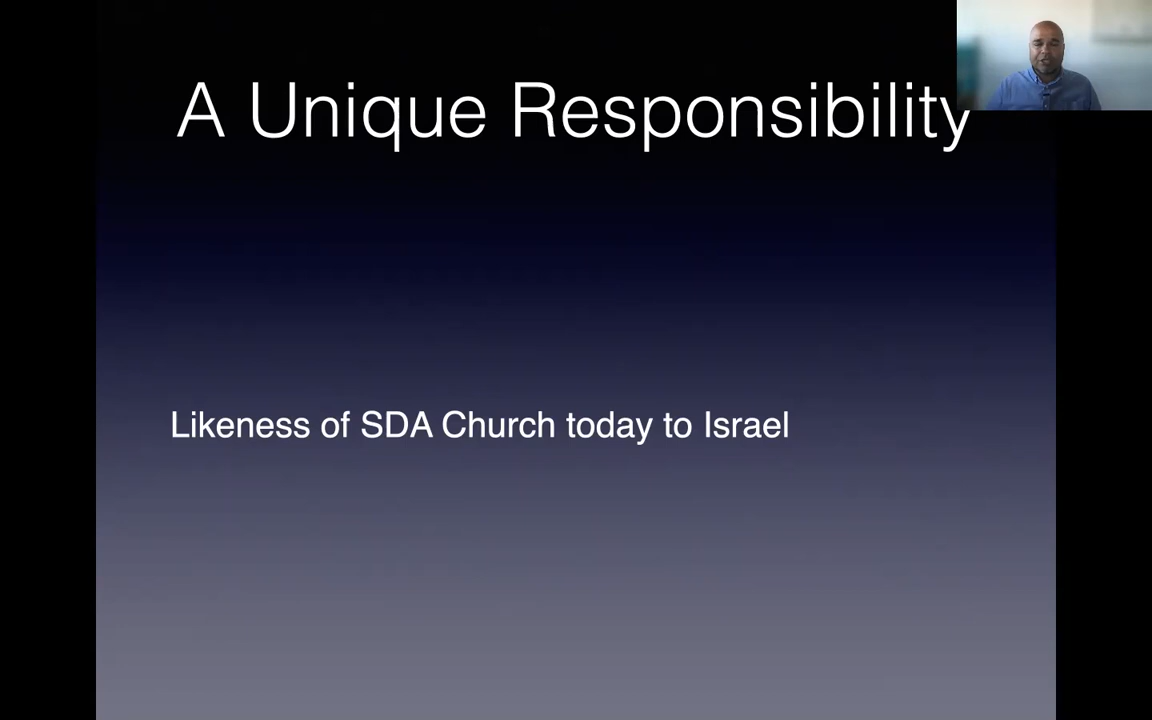 A Unique Responsibility
Likeness of SDA Church today to Israel